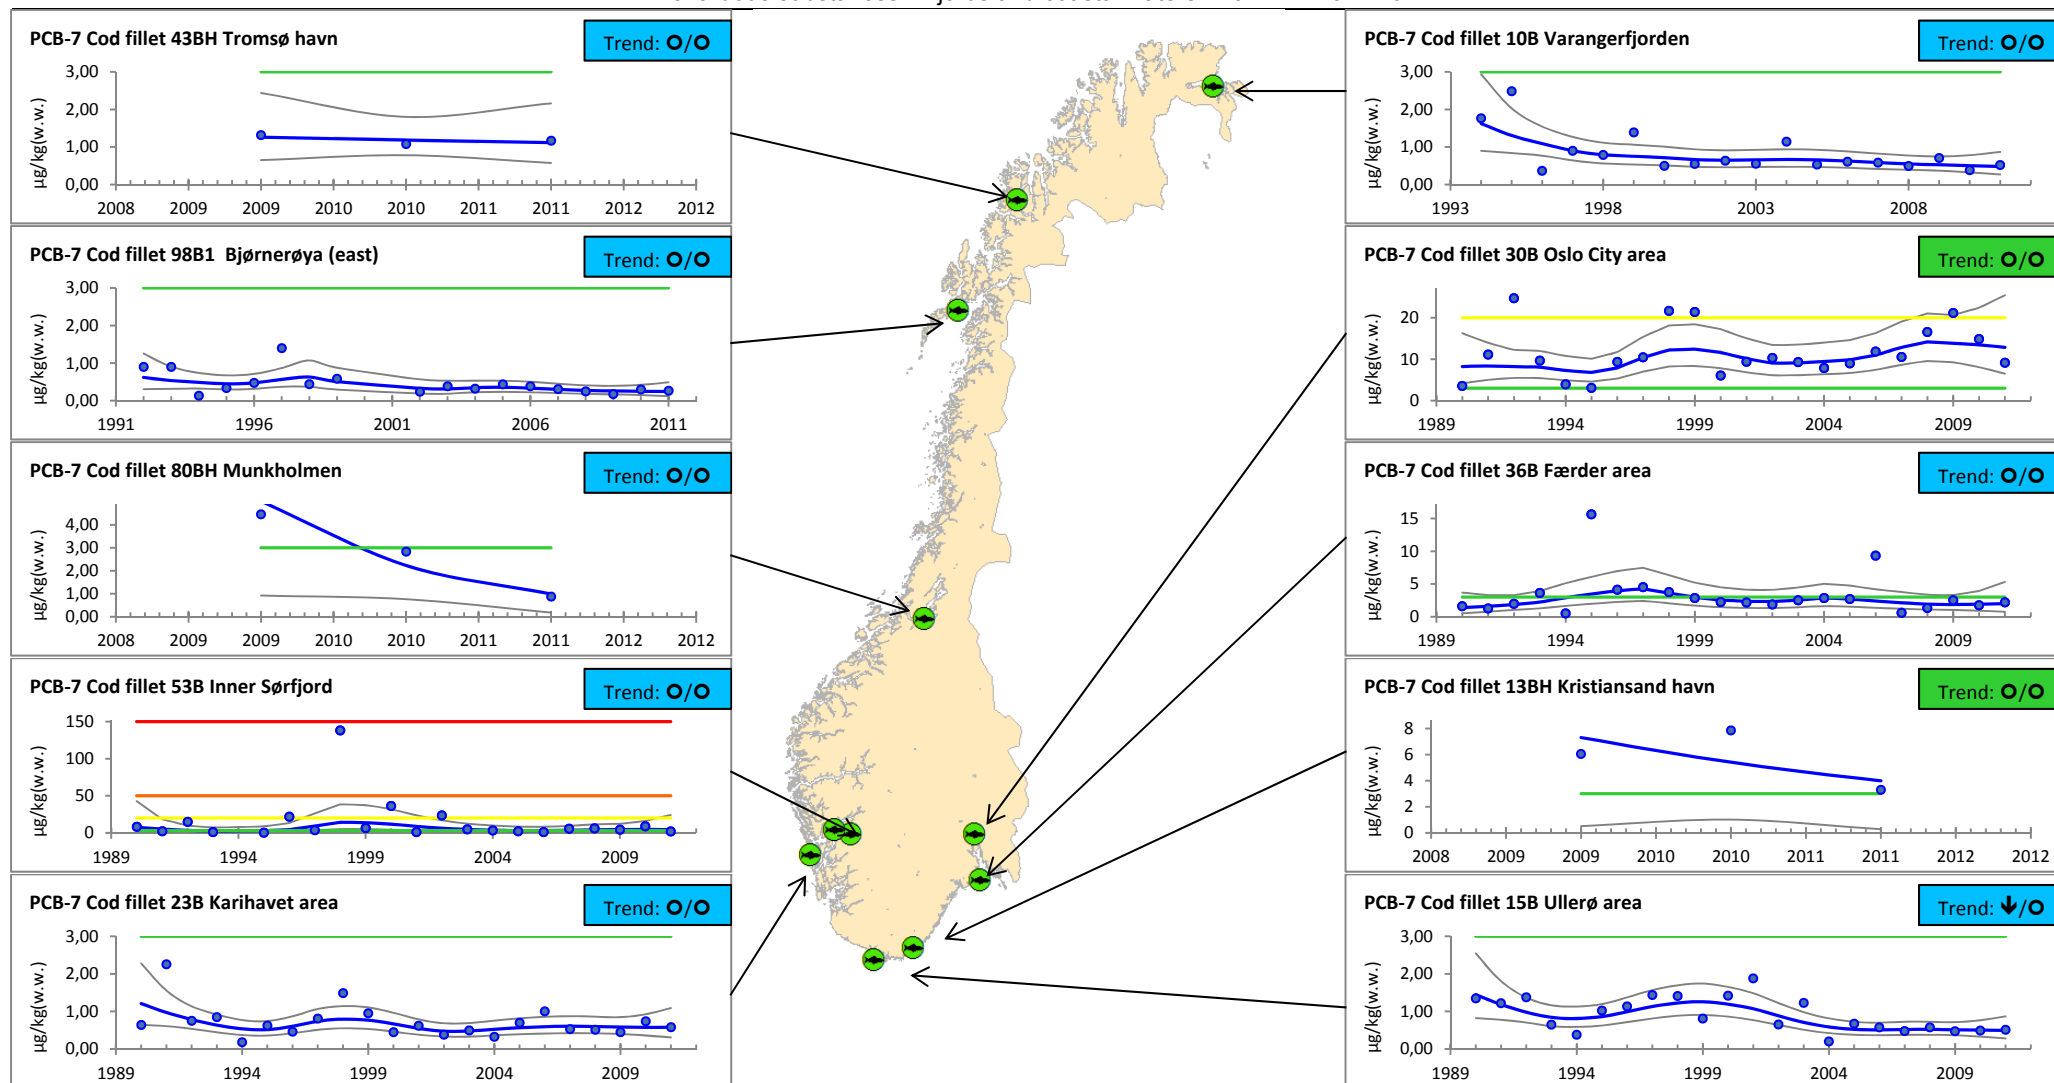 PCB-7 Cod fillet 43BH Tromsø havn
Trend: O/O
µg/kg(w.w.)
3,00
2,00
1,00
0,00
2008 2009 2009 2010 2010 2011 2011 2012 2012
PCB-7 Cod fillet 98B1 Bjørnerøya (east)
Trend: O/O
µg/kg(w.w.)
3,00
2,00
1,00
0,00
1991 1996 2001 2006 2011
PCB-7 Cod fillet 80BH Munkholmen
Trend: O/O
µg/kg(w.w.)
4,00
3,00
2,00
1,00
0,00
2008 2009 2009 2010 2010 2011 2011 2012 2012
PCB-7 Cod fillet 53B Inner Sørfjord
Trend: O/O
µg/kg(w.w.)
150
100
50
0
1989 1994 1999 2004 2009
PCB-7 Cod fillet 23B Karihavet area
Trend: O/O
µg/kg(w.w.)
3,00
2,00
1,00
0,00
1989 1994 1999 2004 2009
PCB-7 Cod fillet 10B Varangerfjorden
Trend: O/O
µg/kg(w.w.)
3,00
2,00
1,00
0,00
1993 1998 2003 2008
PCB-7 Cod fillet 30B Oslo City area
Trend: O/O
µg/kg(w.w.)
20
10
0
1989 1994 1999 2004 2009
PCB-7 Cod fillet 36B Færder area
Trend: O/O
µg/kg(w.w.)
15
10
5
0
1989 1994 1999 2004 2009
PCB-7 Cod fillet 13BH Kristiansand havn
Trend: O/O
µg/kg(w.w.)
8
6
4
2
0
2008 2009 2009 2010 2010 2011 2011 2012 2012
PCB-7 Cod fillet 15B Ullerø area
Trend: ↓/O
µg/kg(w.w.)
3,00
2,00
1,00
0,00
1989 1994 1999 2004 2009